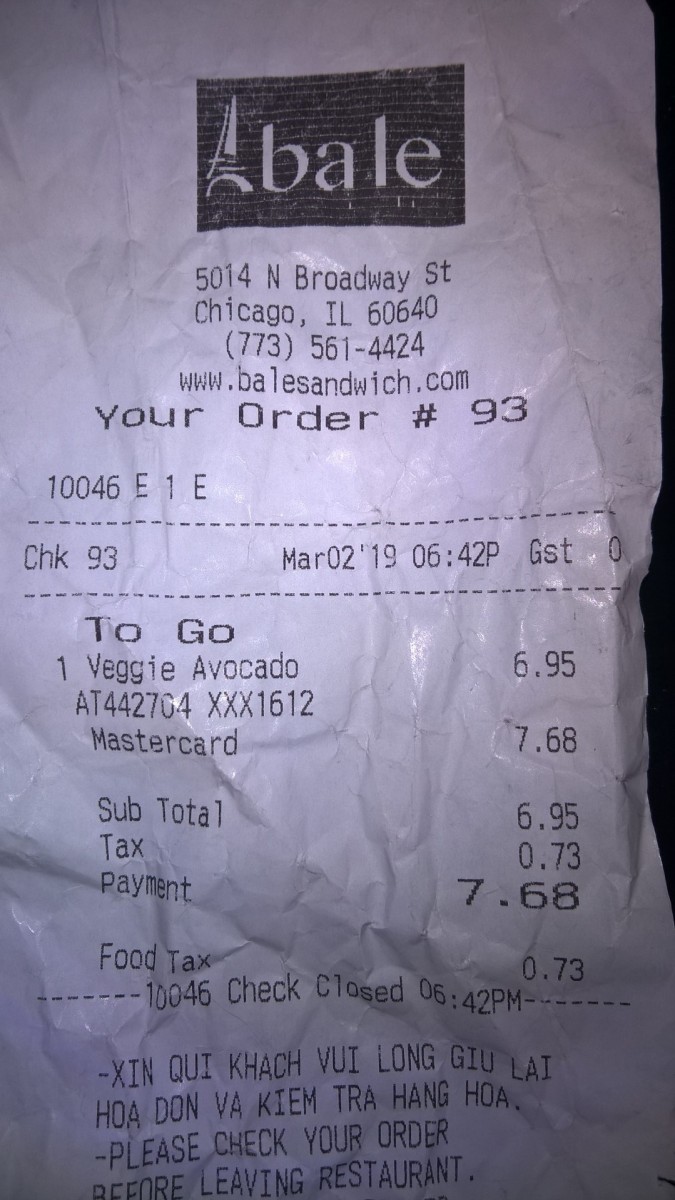 bale
5014 N Broadway St
Chicago, IL 60640
(773) 561-4424
www.balesandwich.com
Your Order # 93
10046 E 1 E
Chk 93 Mar02'19 06:42P Gst 0
To Go
1 Veggie Avocado 6.95
AT442704 XXX1612
Mastercard 7.68
Sub Total 6.95
Tax 0.73
Payment 7.68
Food Tax 0.73
-------10046 Check Closed 06:42PM-------
-XIN QUI KHACH VUI LONG GIU LAI
HOA DON VA KIEM TRA HANG HOA.
-PLEASE CHECK YOUR ORDER
BEFORE LEAVING RESTAURANT.